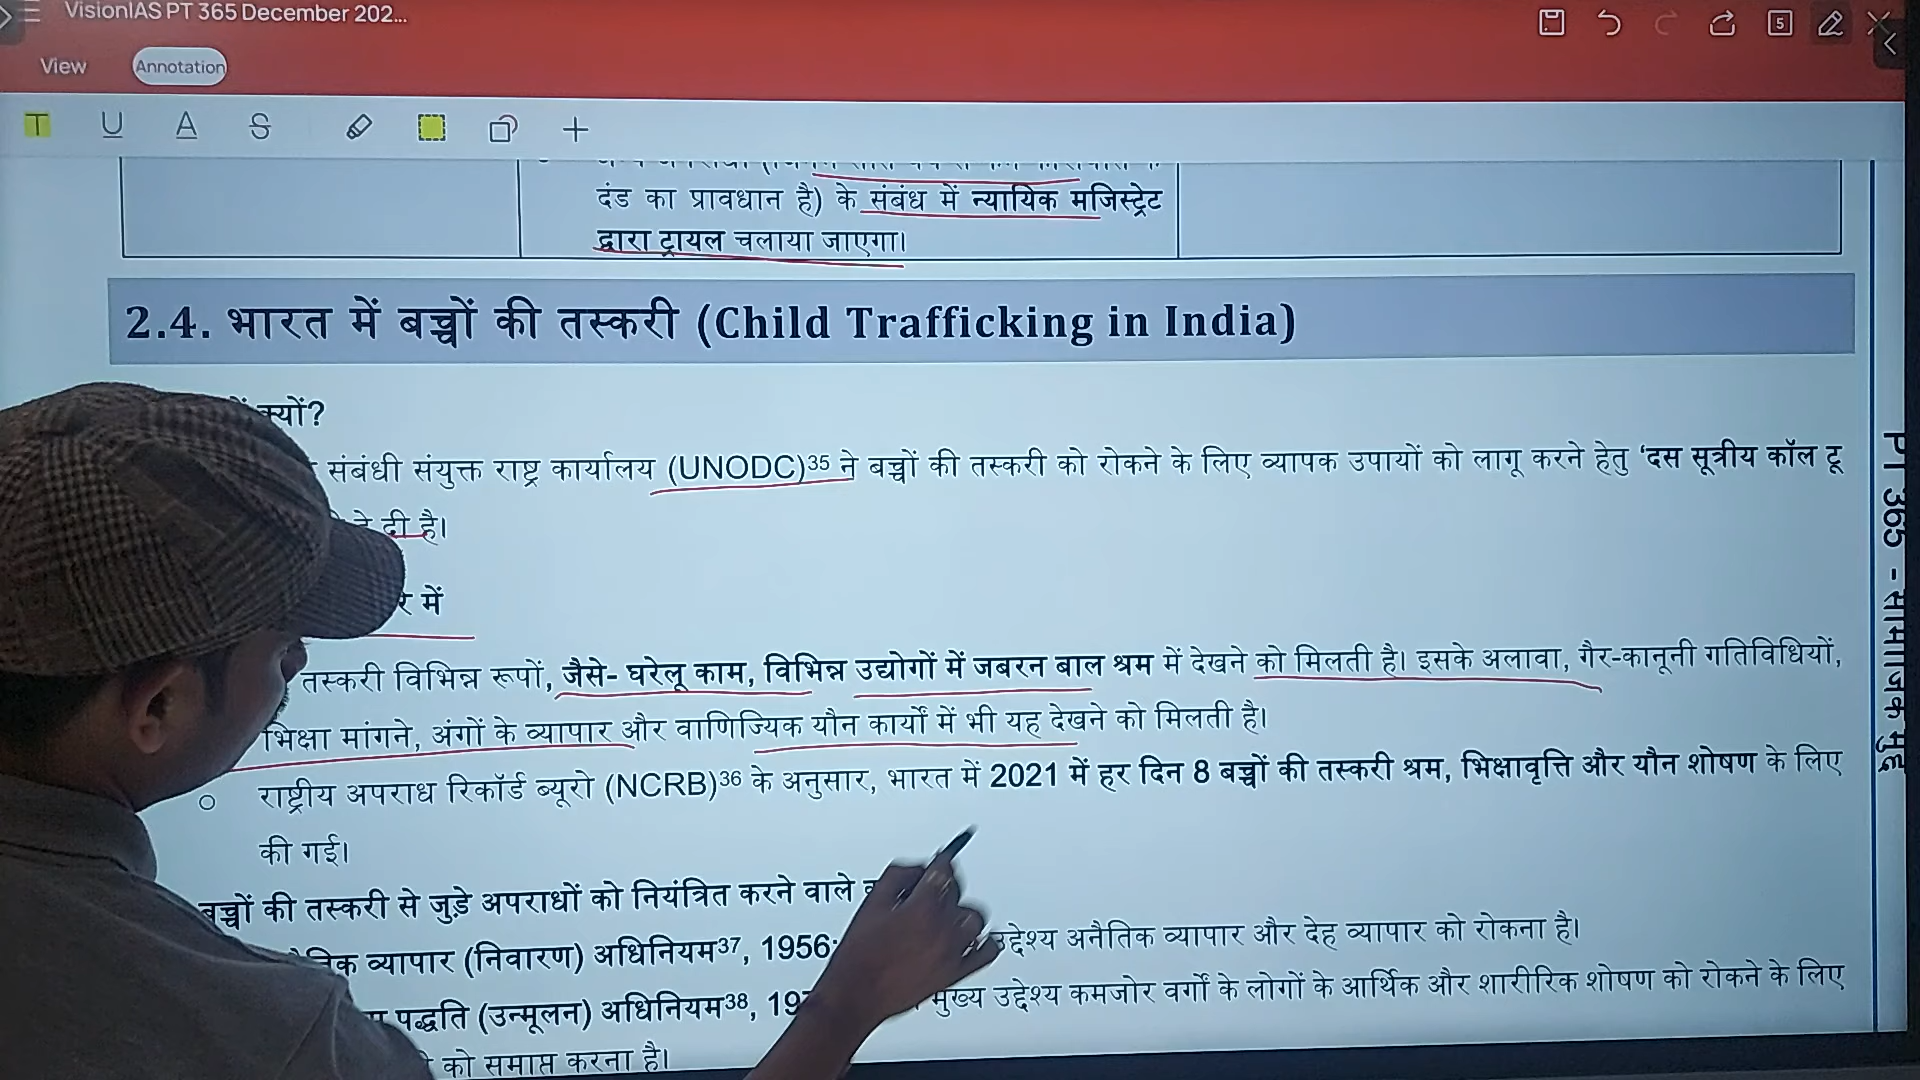 VisionIAS PT 365 December 202...
View Annotation
T U A S 5
दंड का प्रावधान है) के संबंध में न्यायिक मजिस्ट्रेट
द्वारा ट्रायल चलाया जाएगा।
2.4. भारत में बच्चों की तस्करी (Child Trafficking in India)
क्यों?
संबंधी संयुक्त राष्ट्र कार्यालय (UNODC)35 ने बच्चों की तस्करी को रोकने के लिए व्यापक उपायों को लागू करने हेतु 'दस सूत्रीय कॉल टू
दी है।
में
तस्करी विभिन्न रूपों, जैसे- घरेलू काम, विभिन्न उद्योगों में जबरन बाल श्रम में देखने को मिलती है। इसके अलावा, गैर-कानूनी गतिविधियों,
भिक्षा मांगने, अंगों के व्यापार और वाणिज्यिक यौन कार्यों में भी यह देखने को मिलती है।
○ राष्ट्रीय अपराध रिकॉर्ड ब्यूरो (NCRB)36 के अनुसार, भारत में 2021 में हर दिन 8 बच्चों की तस्करी श्रम, भिक्षावृत्ति और यौन शोषण के लिए
की गई।
बच्चों की तस्करी से जुड़े अपराधों को नियंत्रित करने वाले
व्यापार (निवारण) अधिनियम37, 1956: उद्देश्य अनैतिक व्यापार और देह व्यापार को रोकना है।
पद्धति (उन्मूलन) अधिनियम38, मुख्य उद्देश्य कमजोर वर्गों के लोगों के आर्थिक और शारीरिक शोषण को रोकने के लिए
को समाप्त करना है।
PT 365 - सामाजिक मुद्दे